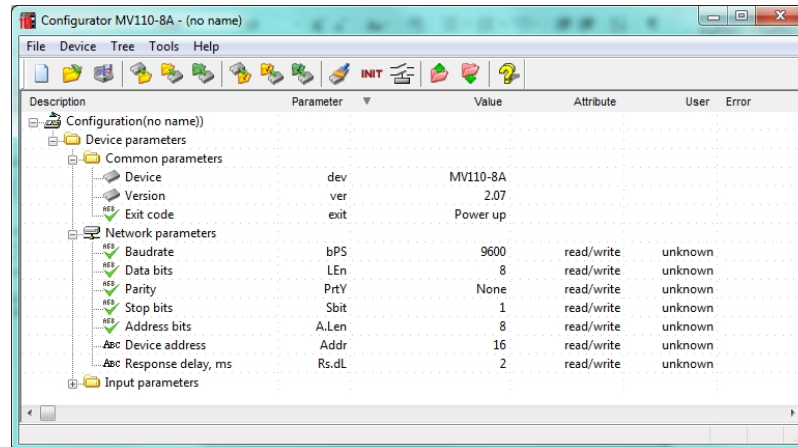 Configurator MV110-8A - (no name)
File Device Tree Tools Help
INIT
Description Parameter Value Attribute User Error
Configuration(no name))
Device parameters
Common parameters
Device dev MV110-8A
Version ver 2.07
Exit code exit Power up
Network parameters
Baudrate bPS 9600 read/write unknown
Data bits LEn 8 read/write unknown
Parity PrtY None read/write unknown
Stop bits Sbit 1 read/write unknown
Address bits A.Len 8 read/write unknown
ABC Device address Addr 16 read/write unknown
ABC Response delay, ms Rs.dL 2 read/write unknown
Input parameters